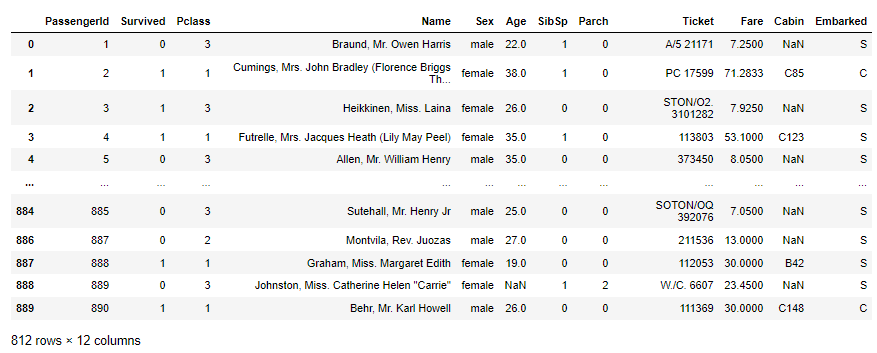 PassengerId Survived Pclass Name Sex Age SibSp Parch Ticket Fare Cabin Embarked
0 1 0 3 Braund, Mr. Owen Harris male 22.0 1 0 A/5 21171 7.2500 NaN S
1 2 1 1 Cumings, Mrs. John Bradley (Florence Briggs Th... female 38.0 1 0 PC 17599 71.2833 C85 C
2 3 1 3 Heikkinen, Miss. Laina female 26.0 0 0 STON/O2. 3101282 7.9250 NaN S
3 4 1 1 Futrelle, Mrs. Jacques Heath (Lily May Peel) female 35.0 1 0 113803 53.1000 C123 S
4 5 0 3 Allen, Mr. William Henry male 35.0 0 0 373450 8.0500 NaN S
... ... ... ... ... ... ... ... ... ... ... ... ...
884 885 0 3 Sutehall, Mr. Henry Jr male 25.0 0 0 SOTON/OQ 392076 7.0500 NaN S
886 887 0 2 Montvila, Rev. Juozas male 27.0 0 0 211536 13.0000 NaN S
887 888 1 1 Graham, Miss. Margaret Edith female 19.0 0 0 112053 30.0000 B42 S
888 889 0 3 Johnston, Miss. Catherine Helen "Carrie" female NaN 1 2 W./C. 6607 23.4500 NaN S
889 890 1 1 Behr, Mr. Karl Howell male 26.0 0 0 111369 30.0000 C148 C
812 rows × 12 columns